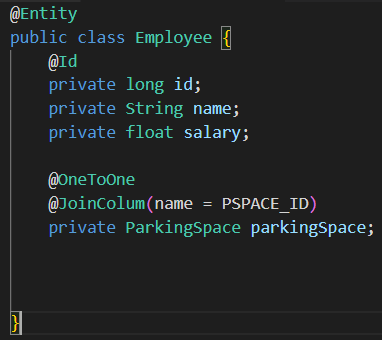 @Entity
public class Employee {
    @Id
    private long id;
    private String name;
    private float salary;
    @OneToOne
    @JoinColum(name = PSPACE_ID)
    private ParkingSpace parkingSpace;
}